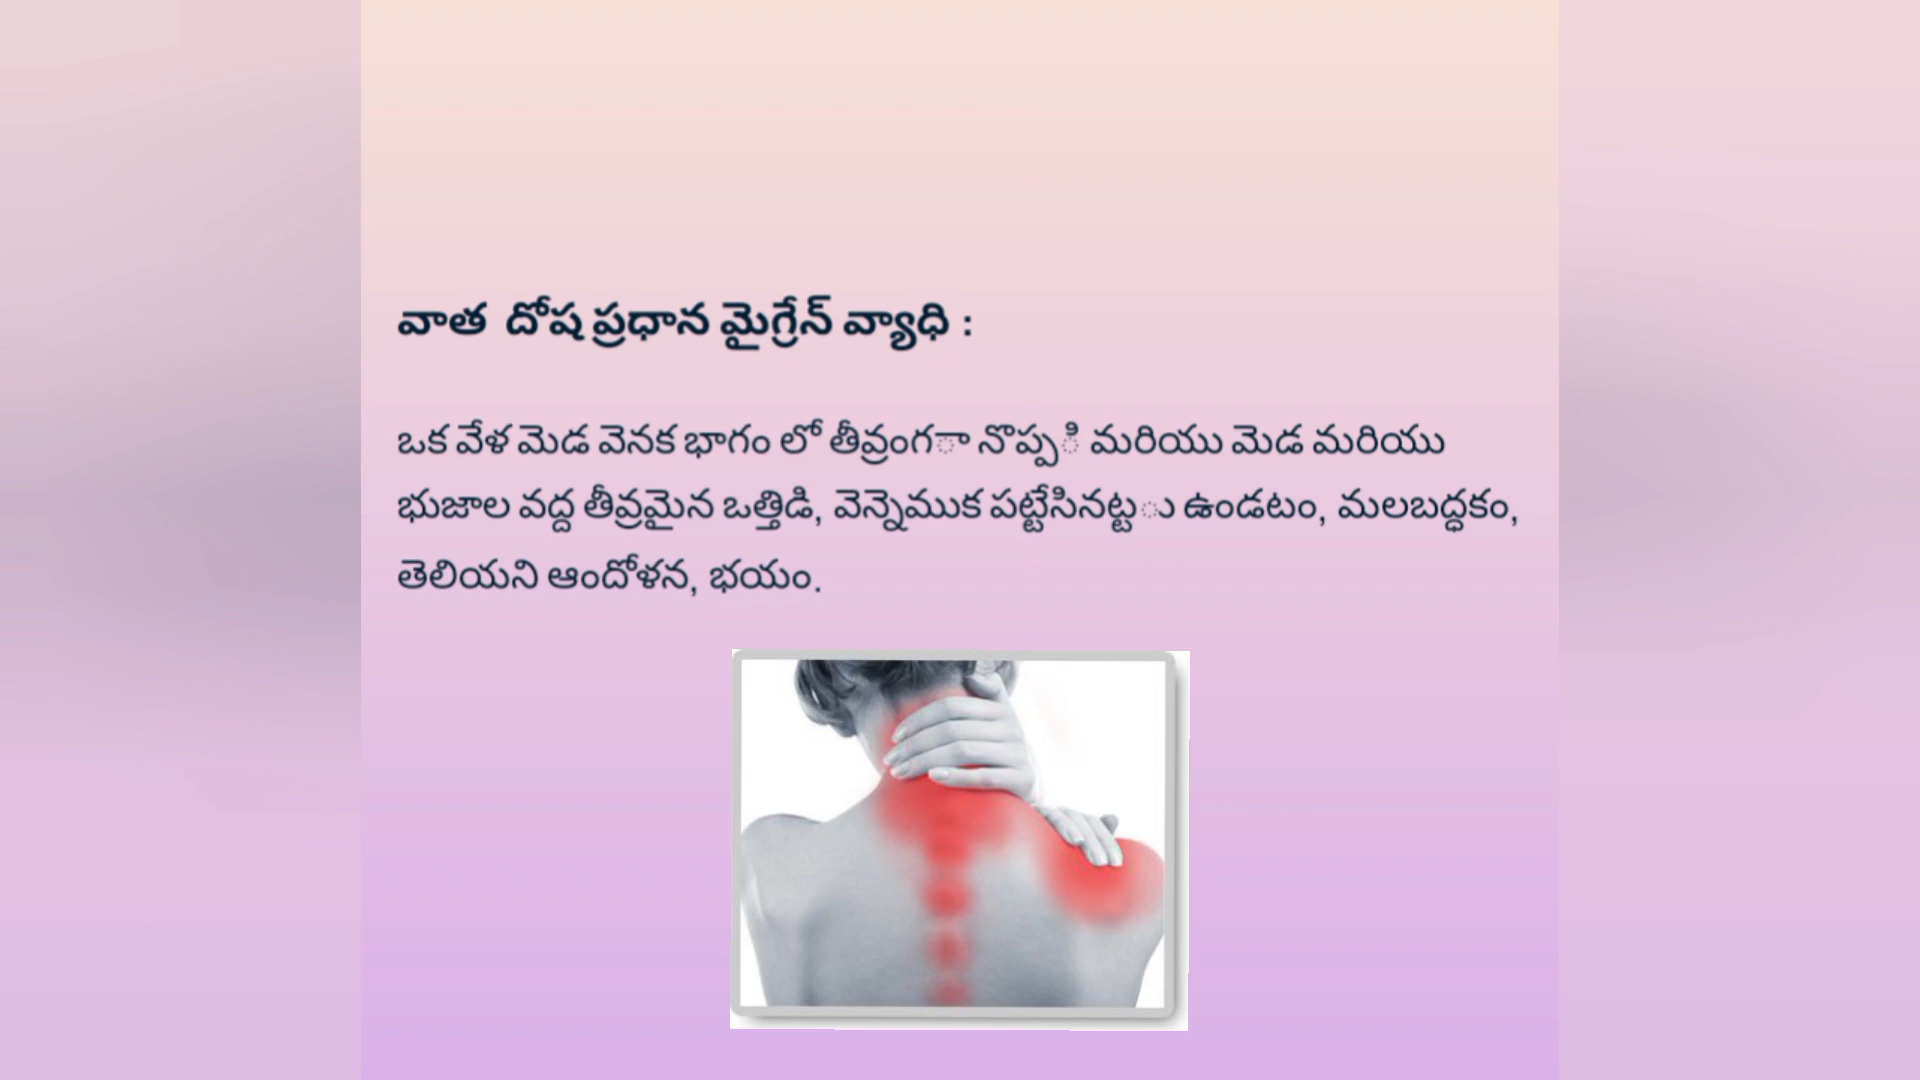 వాత దోష ప్రధాన మైగ్రేన్ వ్యాధి :
ఒక వేళ మెడ వెనక భాగం లో తీవ్రంగా నొప్పి మరియు మెడ మరియు
భుజాల వద్ద తీవ్రమైన ఒత్తిడి, వెన్నెముక పట్టేసినట్టు ఉండటం, మలబద్ధకం,
తెలియని ఆందోళన, భయం.